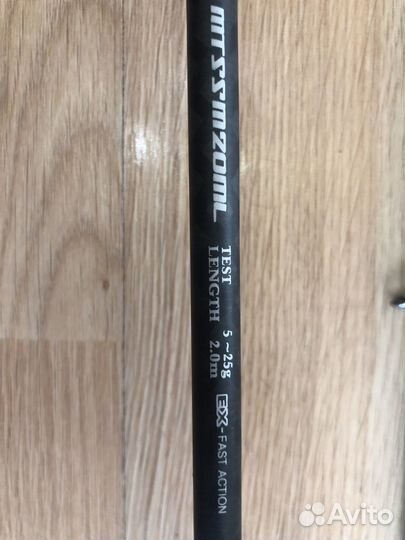 MTSSM20ML
TEST 5~25g
LENGTH 2.0m
EX-FAST ACTION
Avito